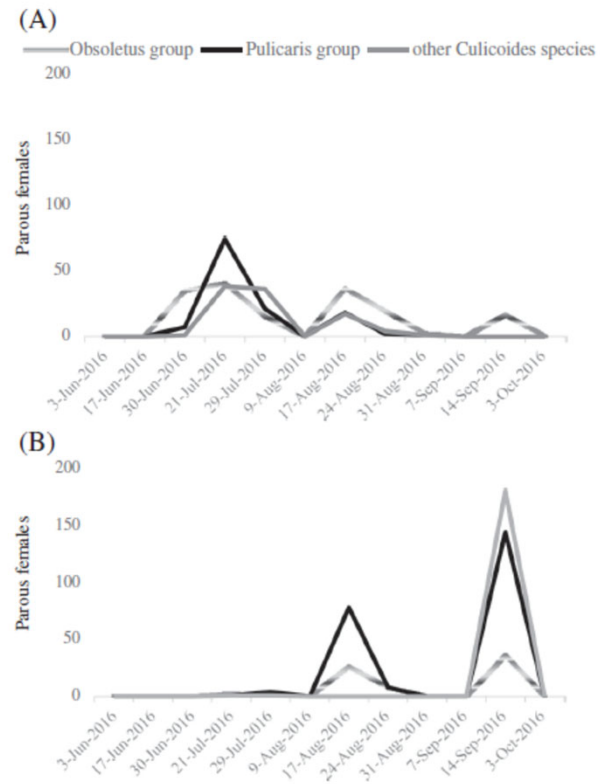 (A)
Obsoletus group Pulicaris group other Culicoides species
200
150
100
50
0
Parous females
3-Jun-2016
17-Jun-2016
30-Jun-2016
21-Jul-2016
29-Jul-2016
9-Aug-2016
17-Aug-2016
24-Aug-2016
31-Aug-2016
7-Sep-2016
14-Sep-2016
3-Oct-2016
(B)
200
150
100
50
0
Parous females
3-Jun-2016
17-Jun-2016
30-Jun-2016
21-Jul-2016
29-Jul-2016
9-Aug-2016
17-Aug-2016
24-Aug-2016
31-Aug-2016
7-Sep-2016
14-Sep-2016
3-Oct-2016